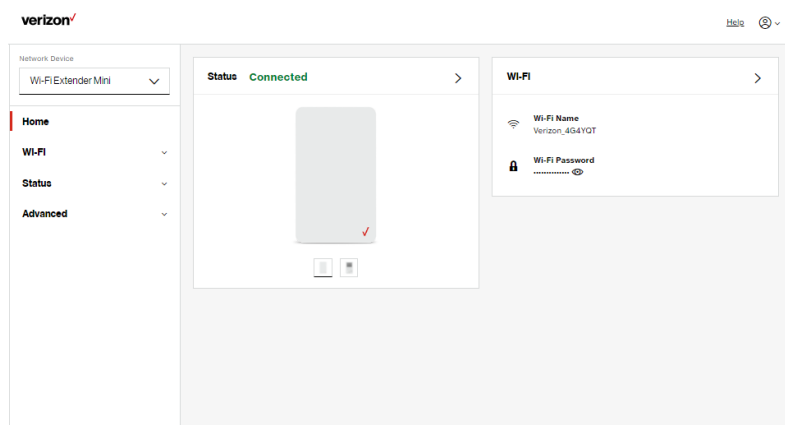 verizon✓
Help
Network Device
Wi-Fi Extender Mini
Home
Wi-Fi
Status
Advanced
Status Connected
Wi-Fi
Wi-Fi Name
Verizon_4G4YQT
Wi-Fi Password
••••••••••••••